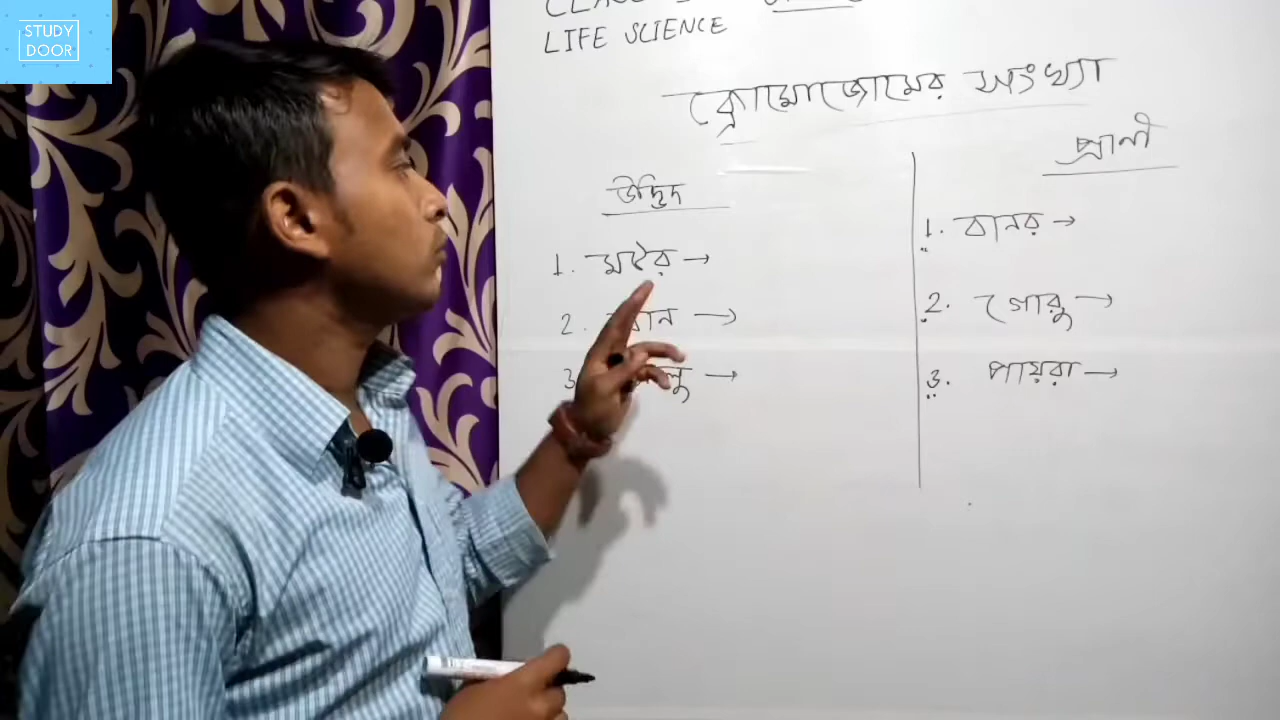 STUDY
DOOR
LIFE SCIENCE
ক্রোমোজোমের সংখ্যা
উদ্ভিদ
1. মটর →
2. →
3 →
প্রাণী
1. বানর →
2. গোরু →
3. পায়রা →